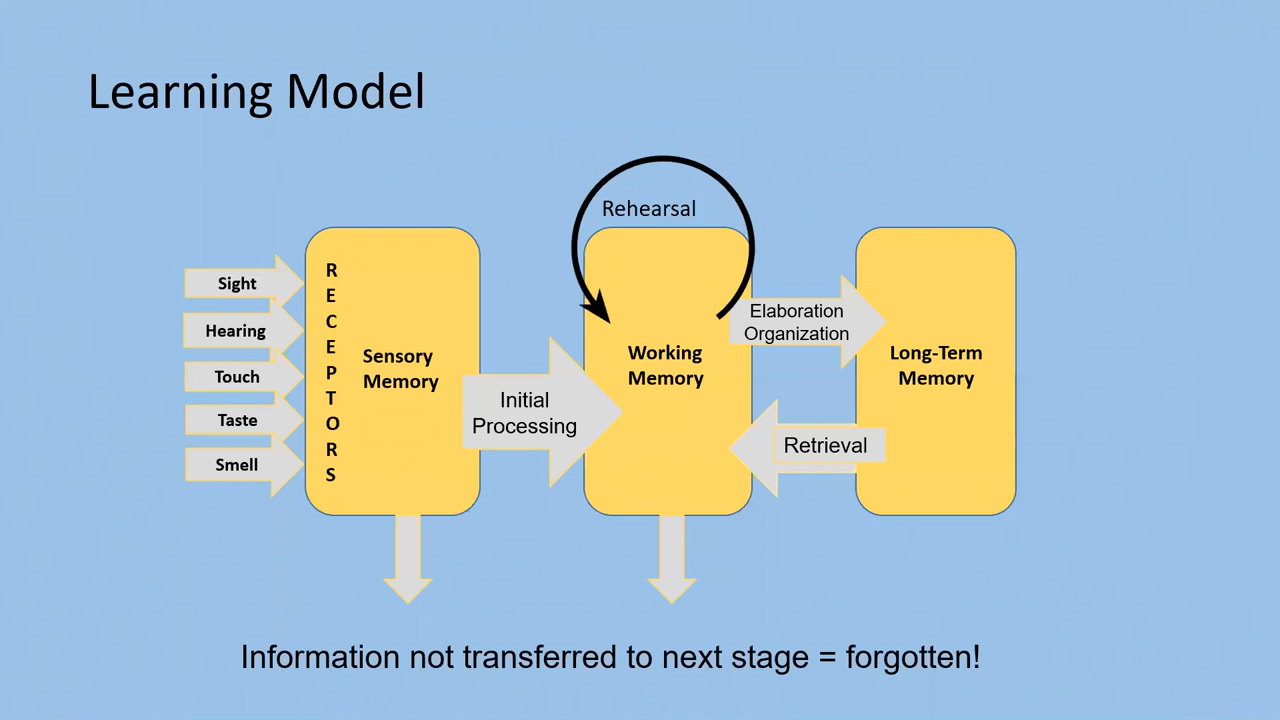 Learning Model
Rehearsal
Sight
Hearing
Touch
Taste
Smell
R
E
C
E
P
T
O
R
S
Sensory
Memory
Initial
Processing
Working
Memory
Elaboration
Organization
Retrieval
Long-Term
Memory
Information not transferred to next stage = forgotten!